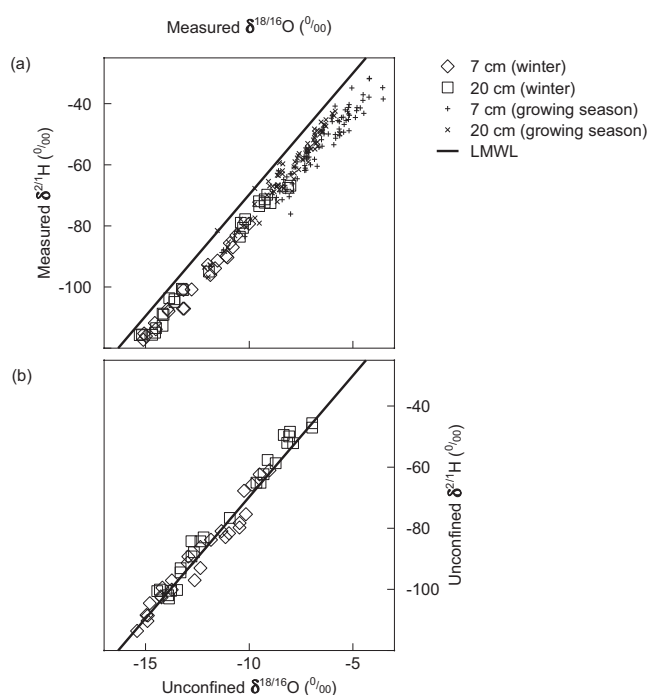 Measured δ18/16O (0/00)
(a)
7 cm (winter)
20 cm (winter)
7 cm (growing season)
20 cm (growing season)
LMWL
-40
-60
-80
-100
Measured δ2/1H (0/00)
(b)
-40
-60
-80
-100
Unconfined δ2/1H (0/00)
-15
-10
-5
Unconfined δ18/16O (0/00)